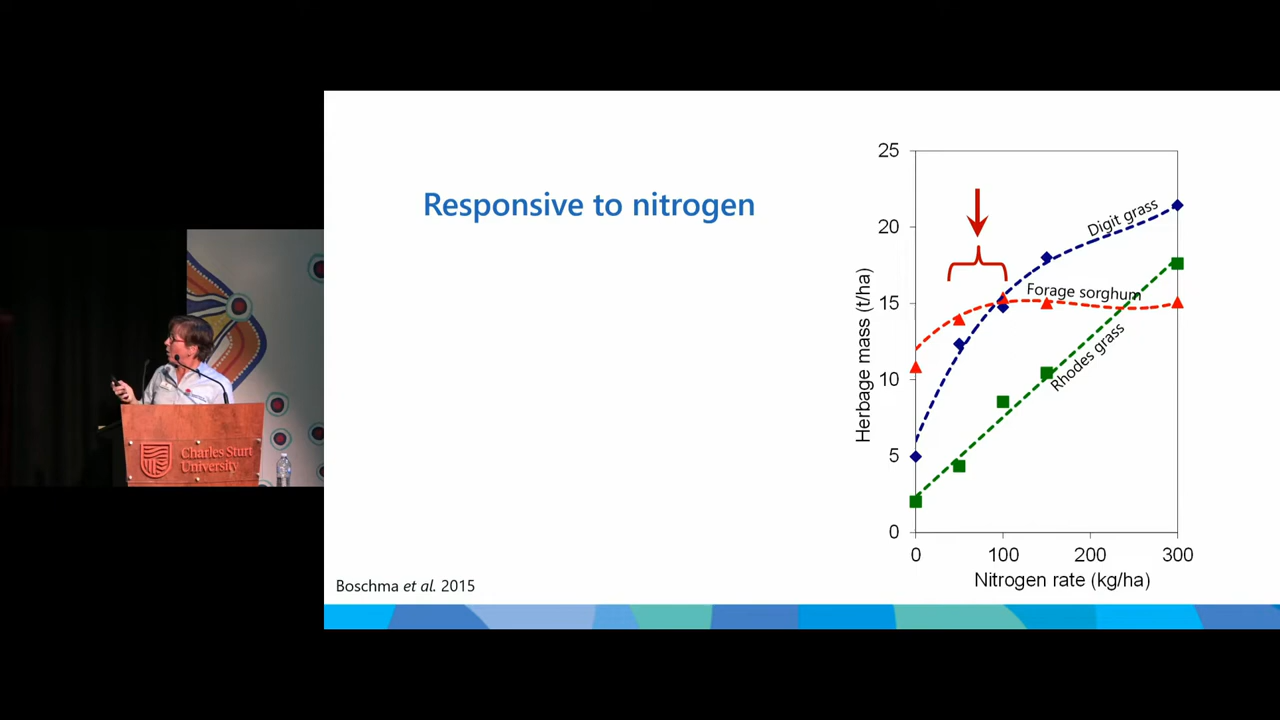 Responsive to nitrogen
25
20
15
10
5
0
Herbage mass (t/ha)
Digit grass
Forage sorghum
Rhodes grass
0
100
200
300
Nitrogen rate (kg/ha)
Boschma et al. 2015
Charles Sturt
University